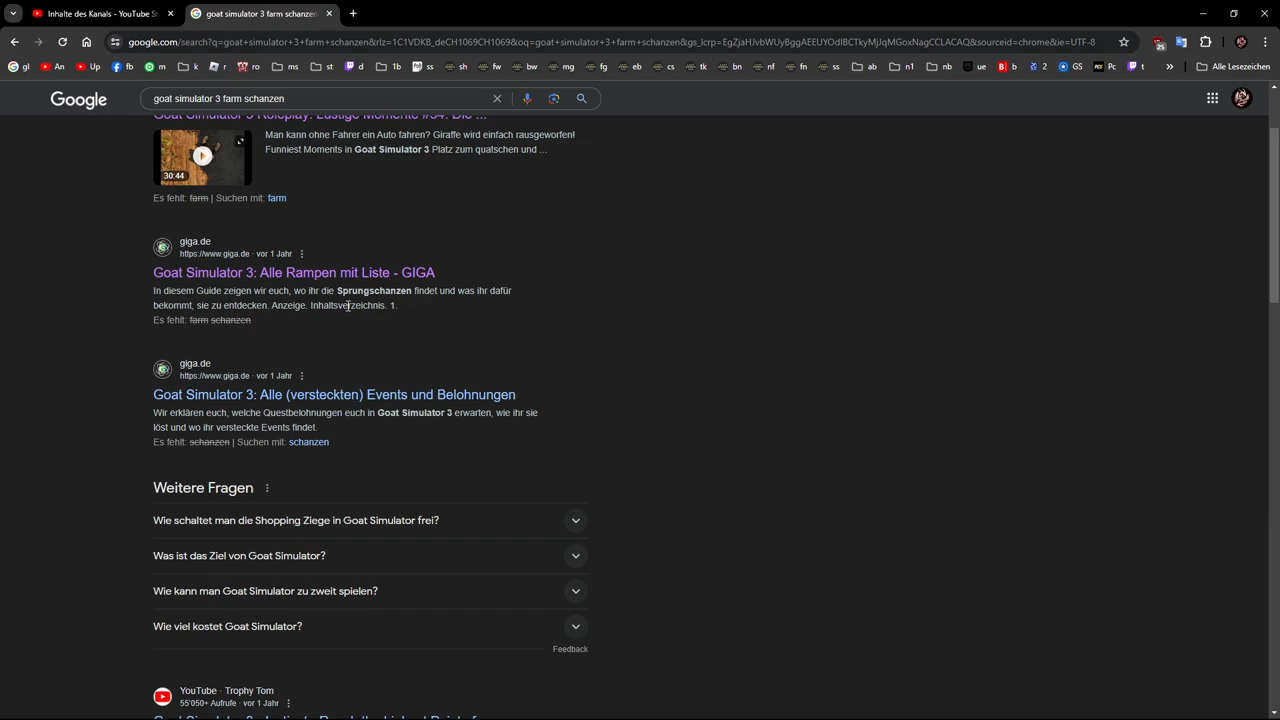 Inhalte des Kanals - YouTube St
goat simulator 3 farm schanzen
google.com/search?q=goat+simulator+3+farm+schanzen&rlz=1C1VDKB_deCH1069CH1069&oq=goat+simulator+3+farm+schanzen&gs_lcrp=EgZjaHJvbWUyBggAEEUYODIBCTkyMjJqMGoxNagCCLACAQ&sourceid=chrome&ie=UTF-8
gl An Up fb m k r ro ms st d 1b ss sh fw bw mg fg eb cs tk bn nf fn ss ab n1 nb ue b 2 GS Pc t » Alle Lesezeichen
Google
goat simulator 3 farm schanzen
Goat Simulator 3 Roleplay: Lustige Momente #34: Die ...
Man kann ohne Fahrer ein Auto fahren? Giraffe wird einfach rausgeworfen!
Funniest Moments in Goat Simulator 3 Platz zum quatschen und ...
30:44
Es fehlt: farm | Suchen mit: farm
giga.de
https://www.giga.de · vor 1 Jahr
Goat Simulator 3: Alle Rampen mit Liste - GIGA
In diesem Guide zeigen wir euch, wo ihr die Sprungschanzen findet und was ihr dafür
bekommt, sie zu entdecken. Anzeige. Inhaltsverzeichnis. 1.
Es fehlt: farm schanzen
giga.de
https://www.giga.de · vor 1 Jahr
Goat Simulator 3: Alle (versteckten) Events und Belohnungen
Wir erklären euch, welche Questbelohnungen euch in Goat Simulator 3 erwarten, wie ihr sie
löst und wo ihr versteckte Events findet.
Es fehlt: schanzen | Suchen mit: schanzen
Weitere Fragen
Wie schaltet man die Shopping Ziege in Goat Simulator frei?
Was ist das Ziel von Goat Simulator?
Wie kann man Goat Simulator zu zweit spielen?
Wie viel kostet Goat Simulator?
Feedback
YouTube · Trophy Tom
55'050+ Aufrufe · vor 1 Jahr